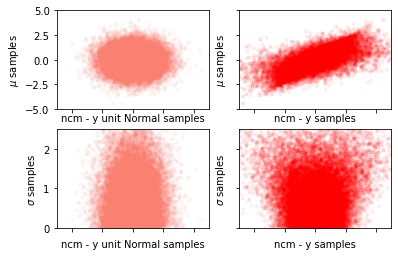 5.0
2.5
0.0
−2.5
−5.0
μ samples
μ samples
ncm - y unit Normal samples
ncm - y samples
2
1
0
σ samples
σ samples
ncm - y unit Normal samples
ncm - y samples